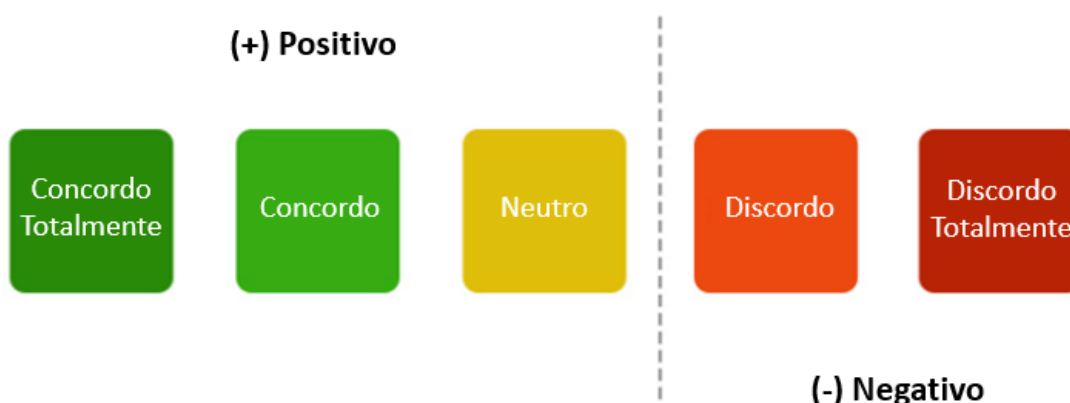 (+) Positivo
Concordo
Totalmente
Concordo
Neutro
Discordo
Discordo
Totalmente
(-) Negativo